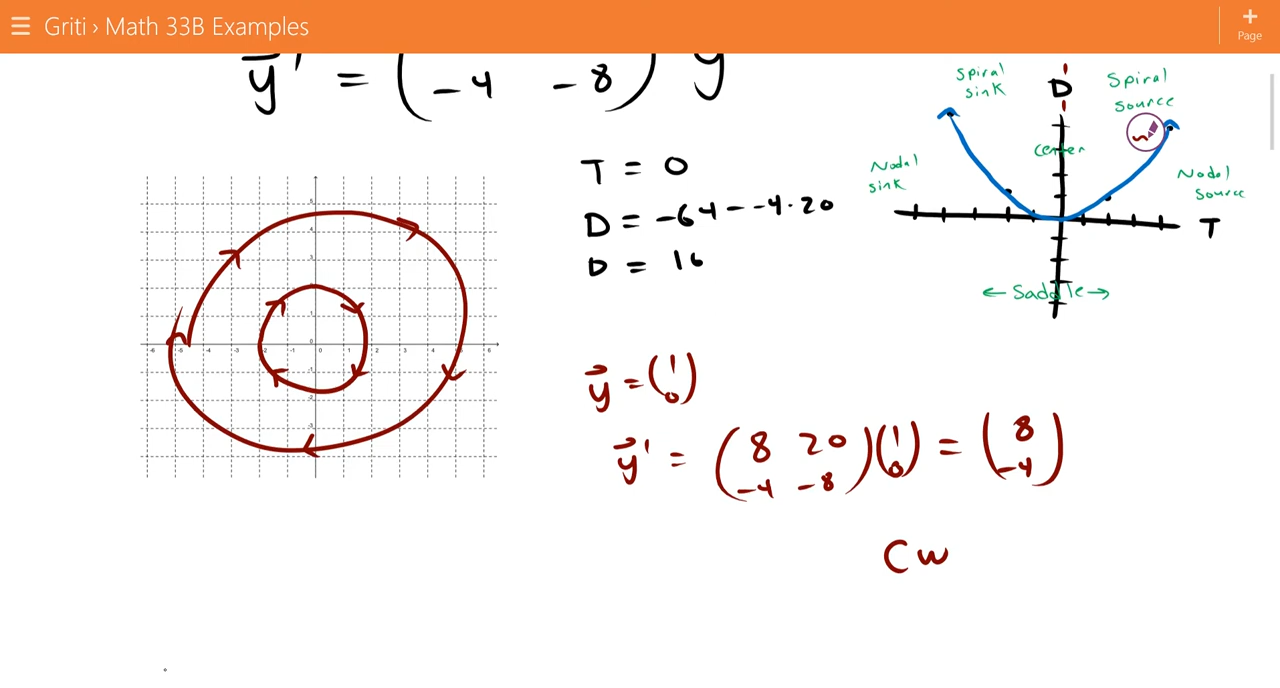 Griti › Math 33B Examples
+
Page
y' = ( -4 -8 ) y
Spiral sink
D
Spiral source
center
Nodal sink
Nodal source
T
← Saddle →
T = 0
D = -64 - -4·20
D = 16
y = (1 0)
y' = (8 20 -4 -8)(1 0) = (8 -4)
CW